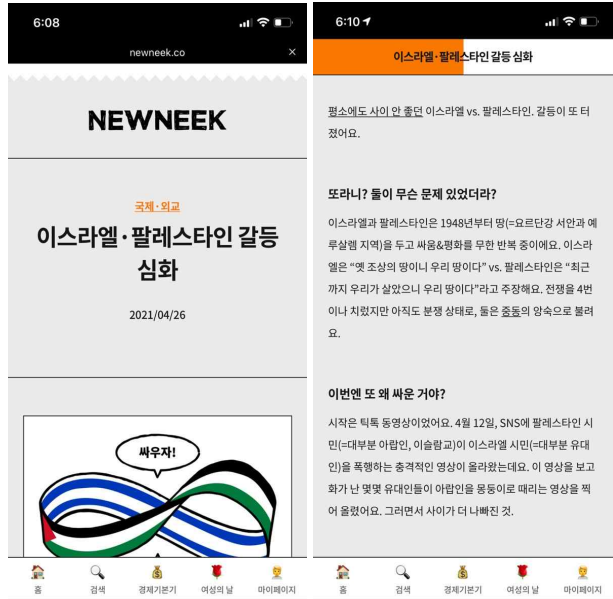 6:08
newneek.co
×
NEWNEEK
국제·외교
이스라엘·팔레스타인 갈등
심화
2021/04/26
싸우자!
홈
검색
경제기본기
여성의 날
마이페이지
6:10
이스라엘·팔레스타인 갈등 심화
평소에도 사이 안 좋던 이스라엘 vs. 팔레스타인. 갈등이 또 터
졌어요.
또라니? 둘이 무슨 문제 있었더라?
이스라엘과 팔레스타인은 1948년부터 땅(=요르단강 서안과 예
루살렘 지역)을 두고 싸움&평화를 무한 반복 중이에요. 이스라
엘은 “옛 조상의 땅이니 우리 땅이다” vs. 팔레스타인은 “최근
까지 우리가 살았으니 우리 땅이다”라고 주장해요. 전쟁을 4번
이나 치렀지만 아직도 분쟁 상태로, 둘은 중동의 앙숙으로 불려
요.
이번엔 또 왜 싸운 거야?
시작은 틱톡 동영상이었어요. 4월 12일, SNS에 팔레스타인 시
민(=대부분 아랍인, 이슬람교)이 이스라엘 시민(=대부분 유대
인)을 폭행하는 충격적인 영상이 올라왔는데요. 이 영상을 보고
화가 난 몇몇 유대인들이 아랍인을 몽둥이로 때리는 영상을 찍
어 올렸어요. 그러면서 사이가 더 나빠진 것.
홈
검색
경제기본기
여성의 날
마이페이지